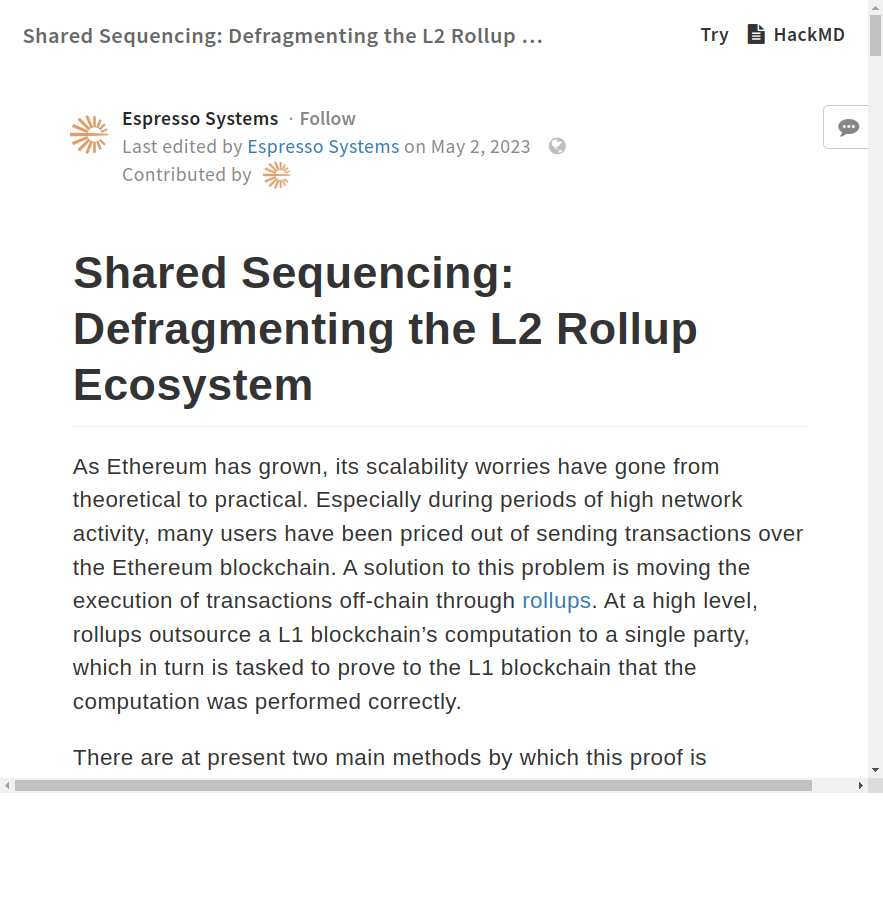 Shared Sequencing: Defragmenting the L2 Rollup ...
Try HackMD
Espresso Systems · Follow
Last edited by Espresso Systems on May 2, 2023
Contributed by
Shared Sequencing:
Defragmenting the L2 Rollup
Ecosystem
As Ethereum has grown, its scalability worries have gone from
theoretical to practical. Especially during periods of high network
activity, many users have been priced out of sending transactions over
the Ethereum blockchain. A solution to this problem is moving the
execution of transactions off-chain through rollups. At a high level,
rollups outsource a L1 blockchain’s computation to a single party,
which in turn is tasked to prove to the L1 blockchain that the
computation was performed correctly.
There are at present two main methods by which this proof is